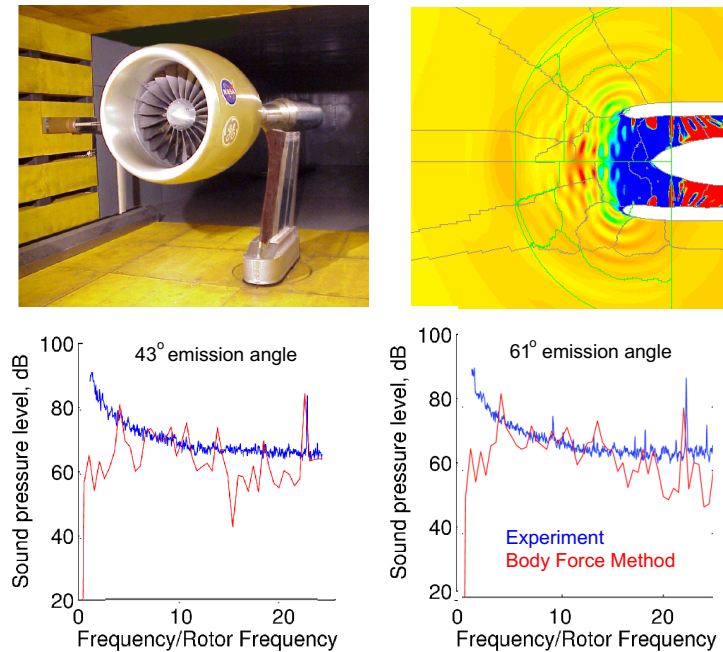 NASA
GE
43° emission angle
Sound pressure level, dB
100
80
60
40
20
0
10
20
Frequency/Rotor Frequency
61° emission angle
Sound pressure level, dB
100
80
60
40
20
Experiment
Body Force Method
0
10
20
Frequency/Rotor Frequency